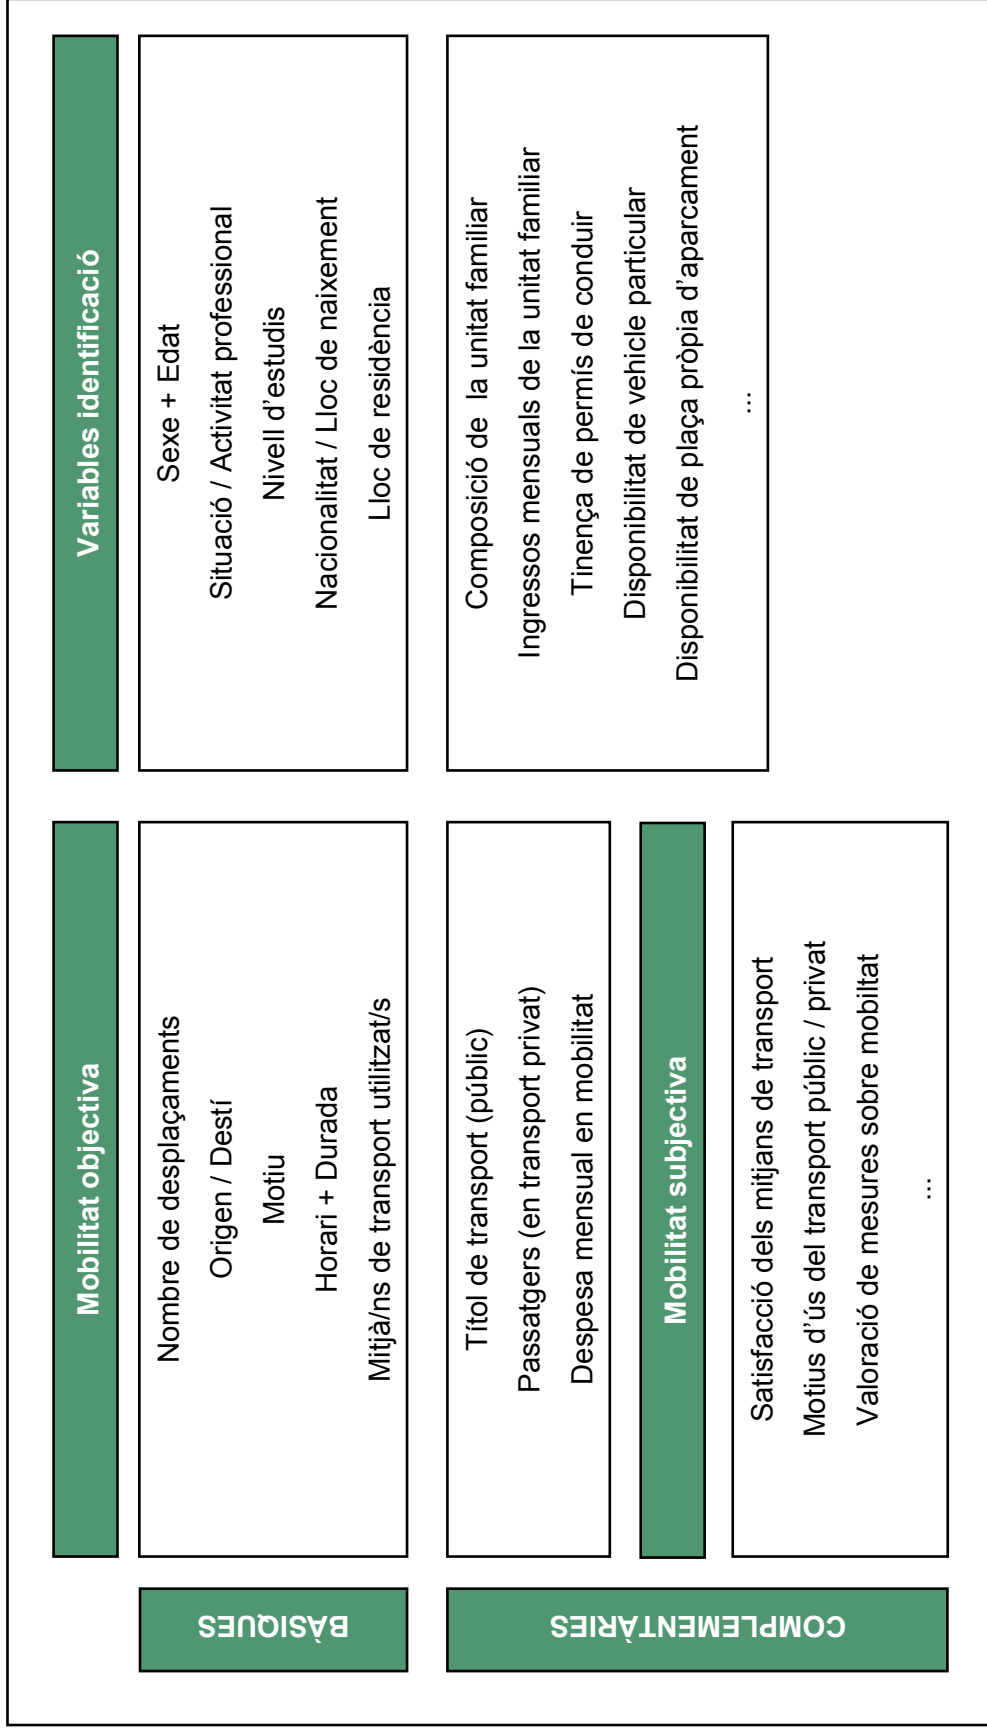 Mobilitat objectiva
Variables identificació
BÀSIQUES
Nombre de desplaçaments
Origen / Destí
Motiu
Horari + Durada
Mitjà/ns de transport utilitzat/s
Sexe + Edat
Situació / Activitat professional
Nivell d’estudis
Nacionalitat / Lloc de naixement
Lloc de residència
COMPLEMENTÀRIES
Títol de transport (públic)
Passatgers (en transport privat)
Despesa mensual en mobilitat
Mobilitat subjectiva
Satisfacció dels mitjans de transport
Motius d’ús del transport públic / privat
Valoració de mesures sobre mobiltat
...
Composició de la unitat familiar
Ingressos mensuals de la unitat familiar
Tinença de permís de conduir
Disponibilitat de vehicle particular
Disponibilitat de plaça pròpia d’aparcament
...